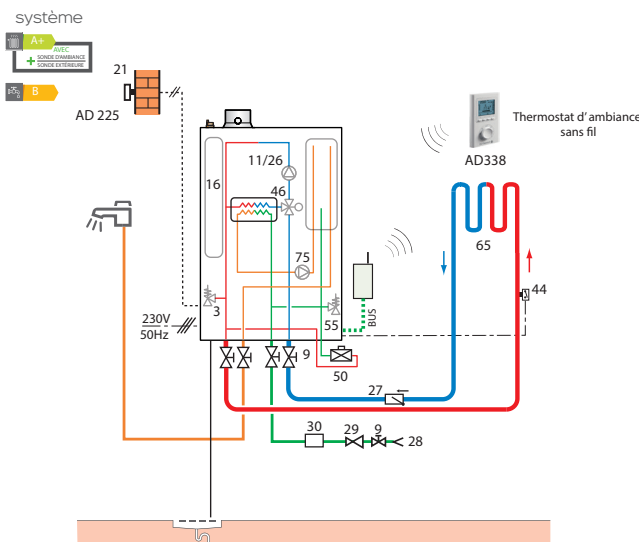 système
A+
AVEC
+ SONDE D'AMBIANCE
SONDE EXTÉRIEURE
B
21
AD 225
Thermostat d'ambiance
sans fil
AD338
11/26
16
46
65
75
44
3
55
BUS
230V
50Hz
9
50
27
30
29
9
28